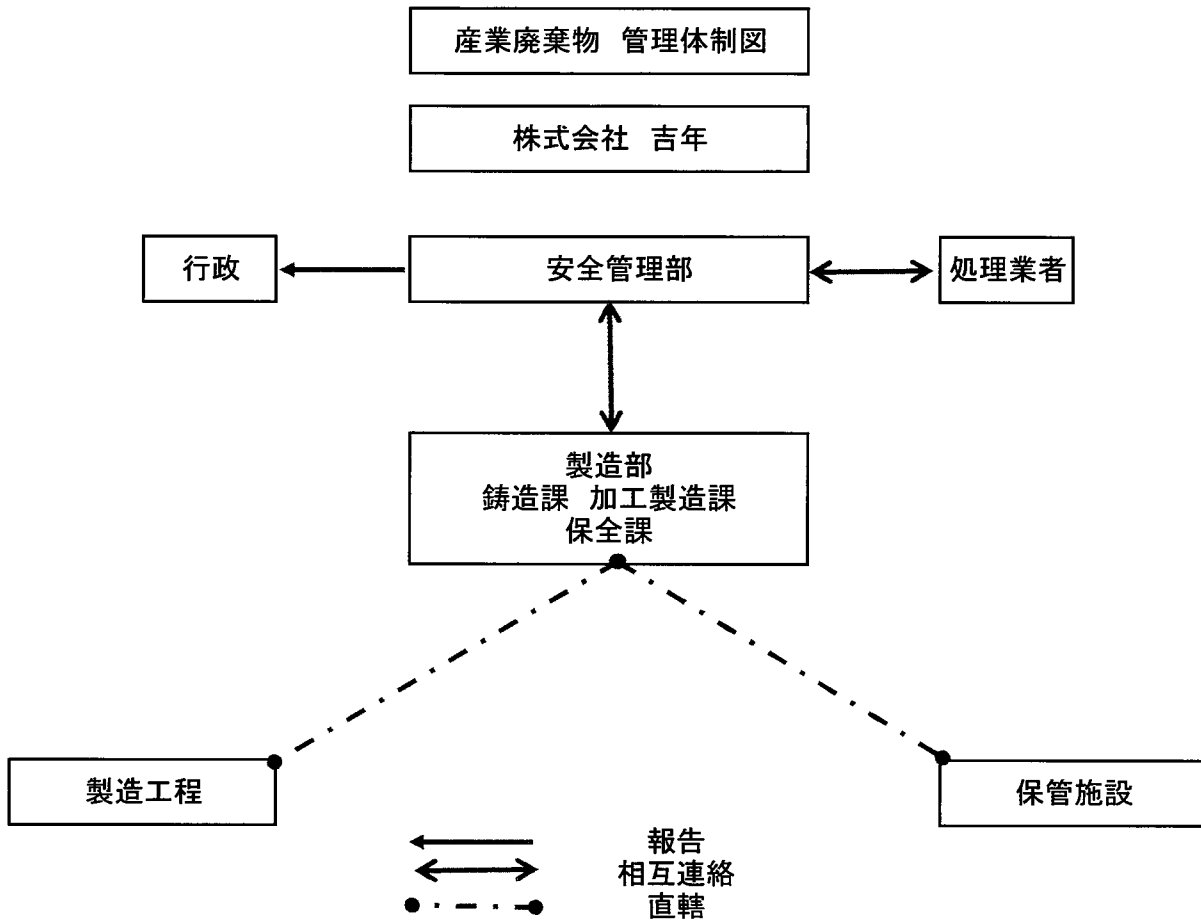 産業廃棄物 管理体制図
株式会社 吉年
行政
安全管理部
処理業者
製造部
鋳造課 加工製造課
保全課
製造工程
保管施設
報告
相互連絡
直轄